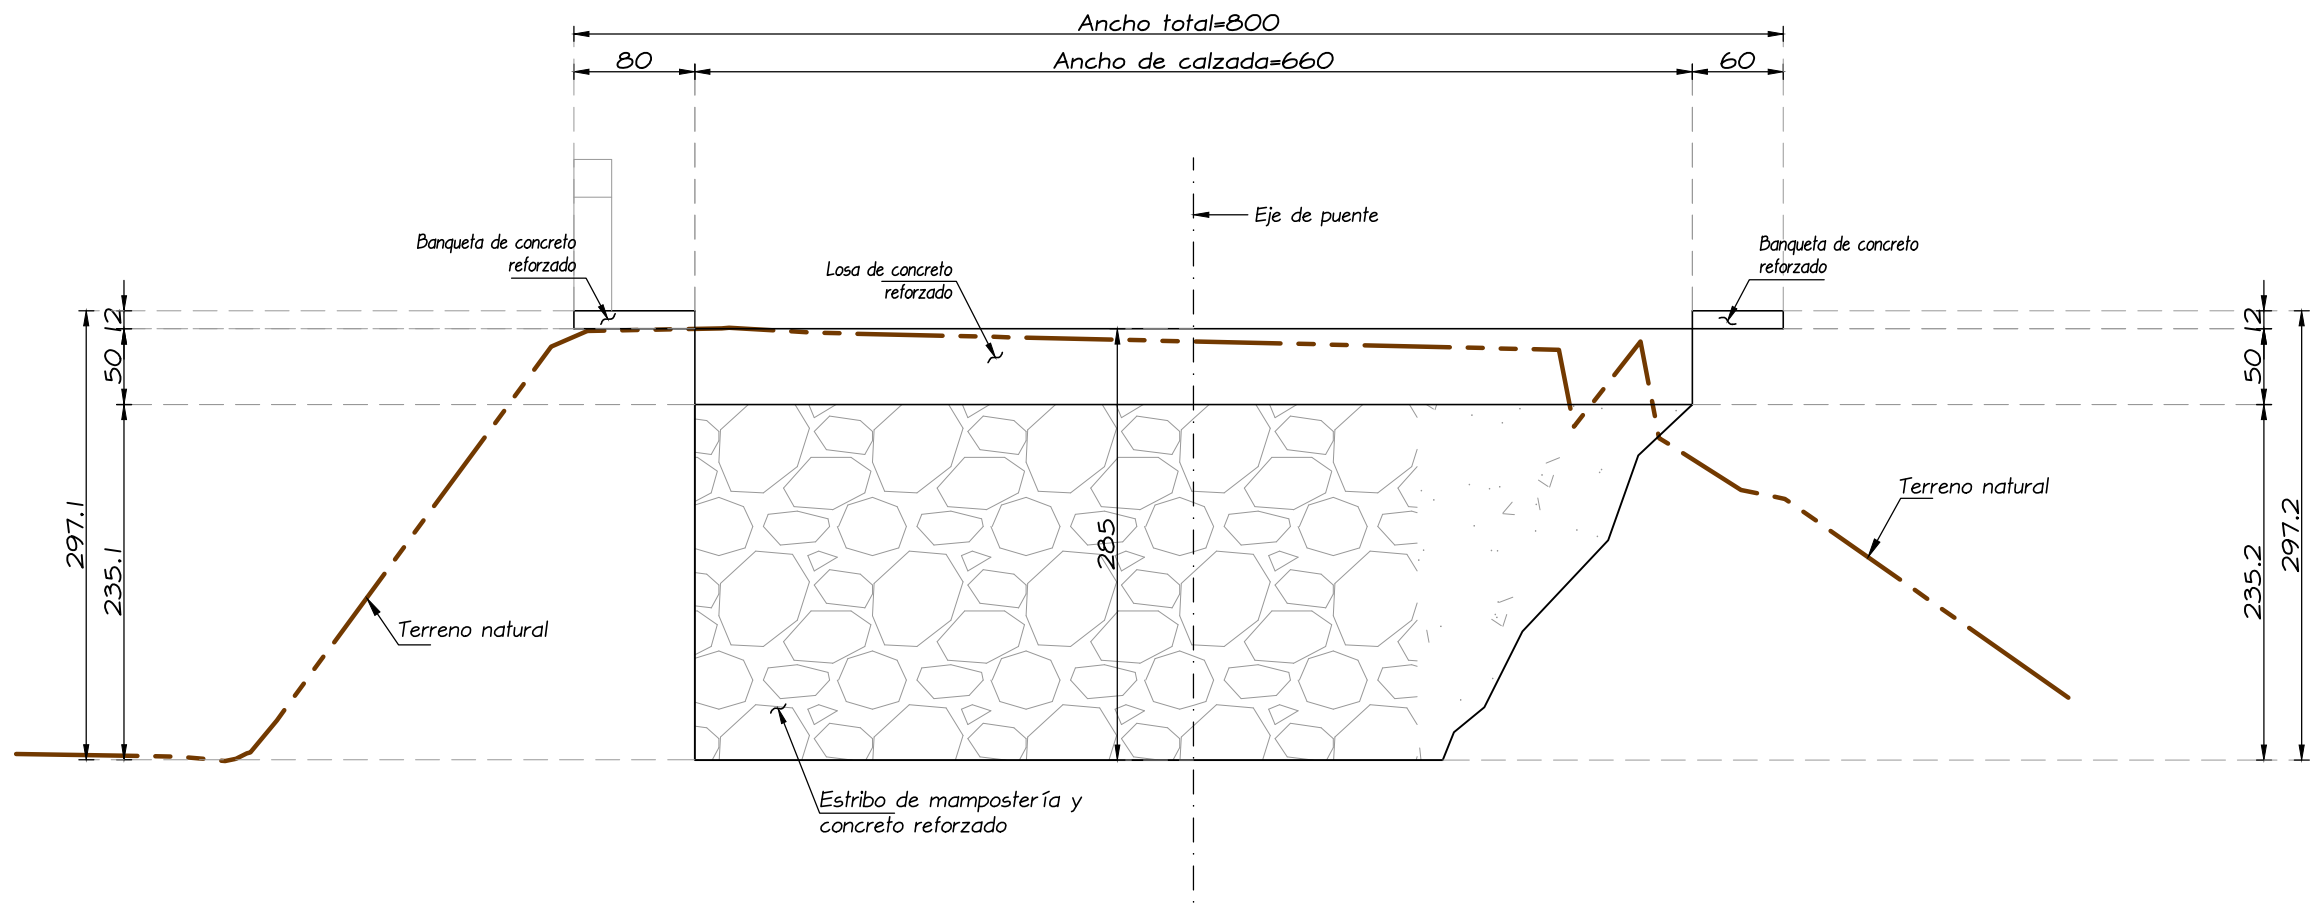 Ancho total=800
80
Ancho de calzada=660
60
Eje de puente
Banqueta de concreto
reforzado
Losa de concreto
reforzado
Banqueta de concreto
reforzado
12
50
297.1
235.1
285
12
50
235.2
297.2
Terreno natural
Terreno natural
Estribo de mampostería y
concreto reforzado